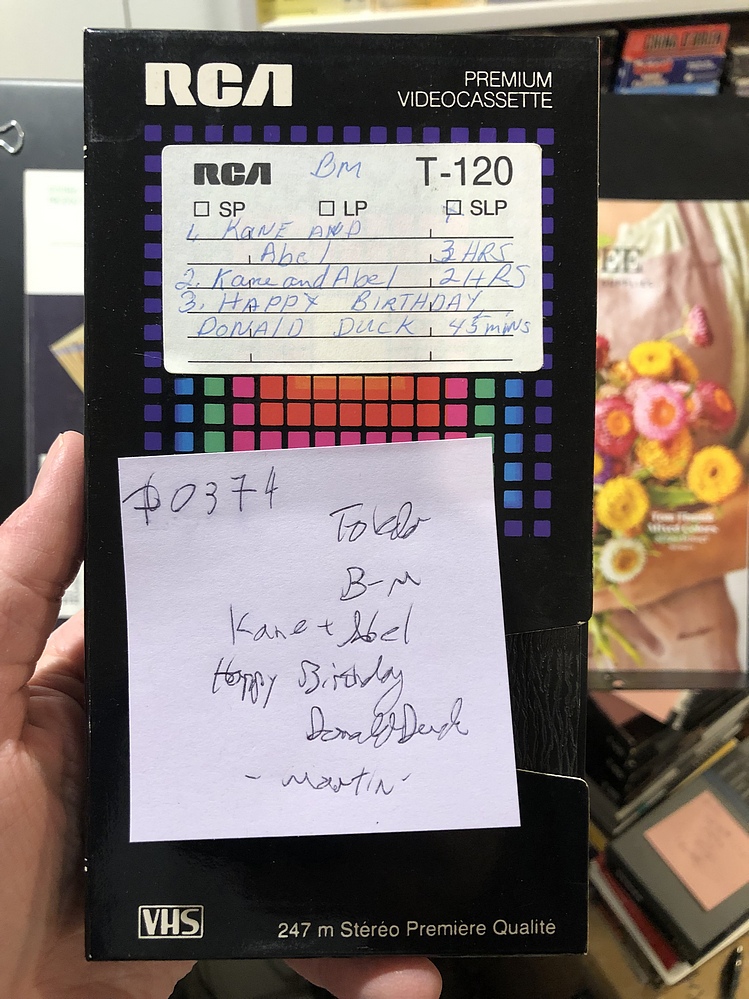 RCA
PREMIUM
VIDEOCASSETTE
RCA BM T-120
☐ SP ☐ LP ☐ SLP
1. KANE AND
Abel 3 HRS
2. Kane and Abel 2 HRS
3. HAPPY BIRTHDAY
DONALD DUCK 45 mins
0374
B-M
Kane + Abel
Happy Birthday
Donald Duck
- Martin -
VHS
247 m Stéréo Première Qualité
EE